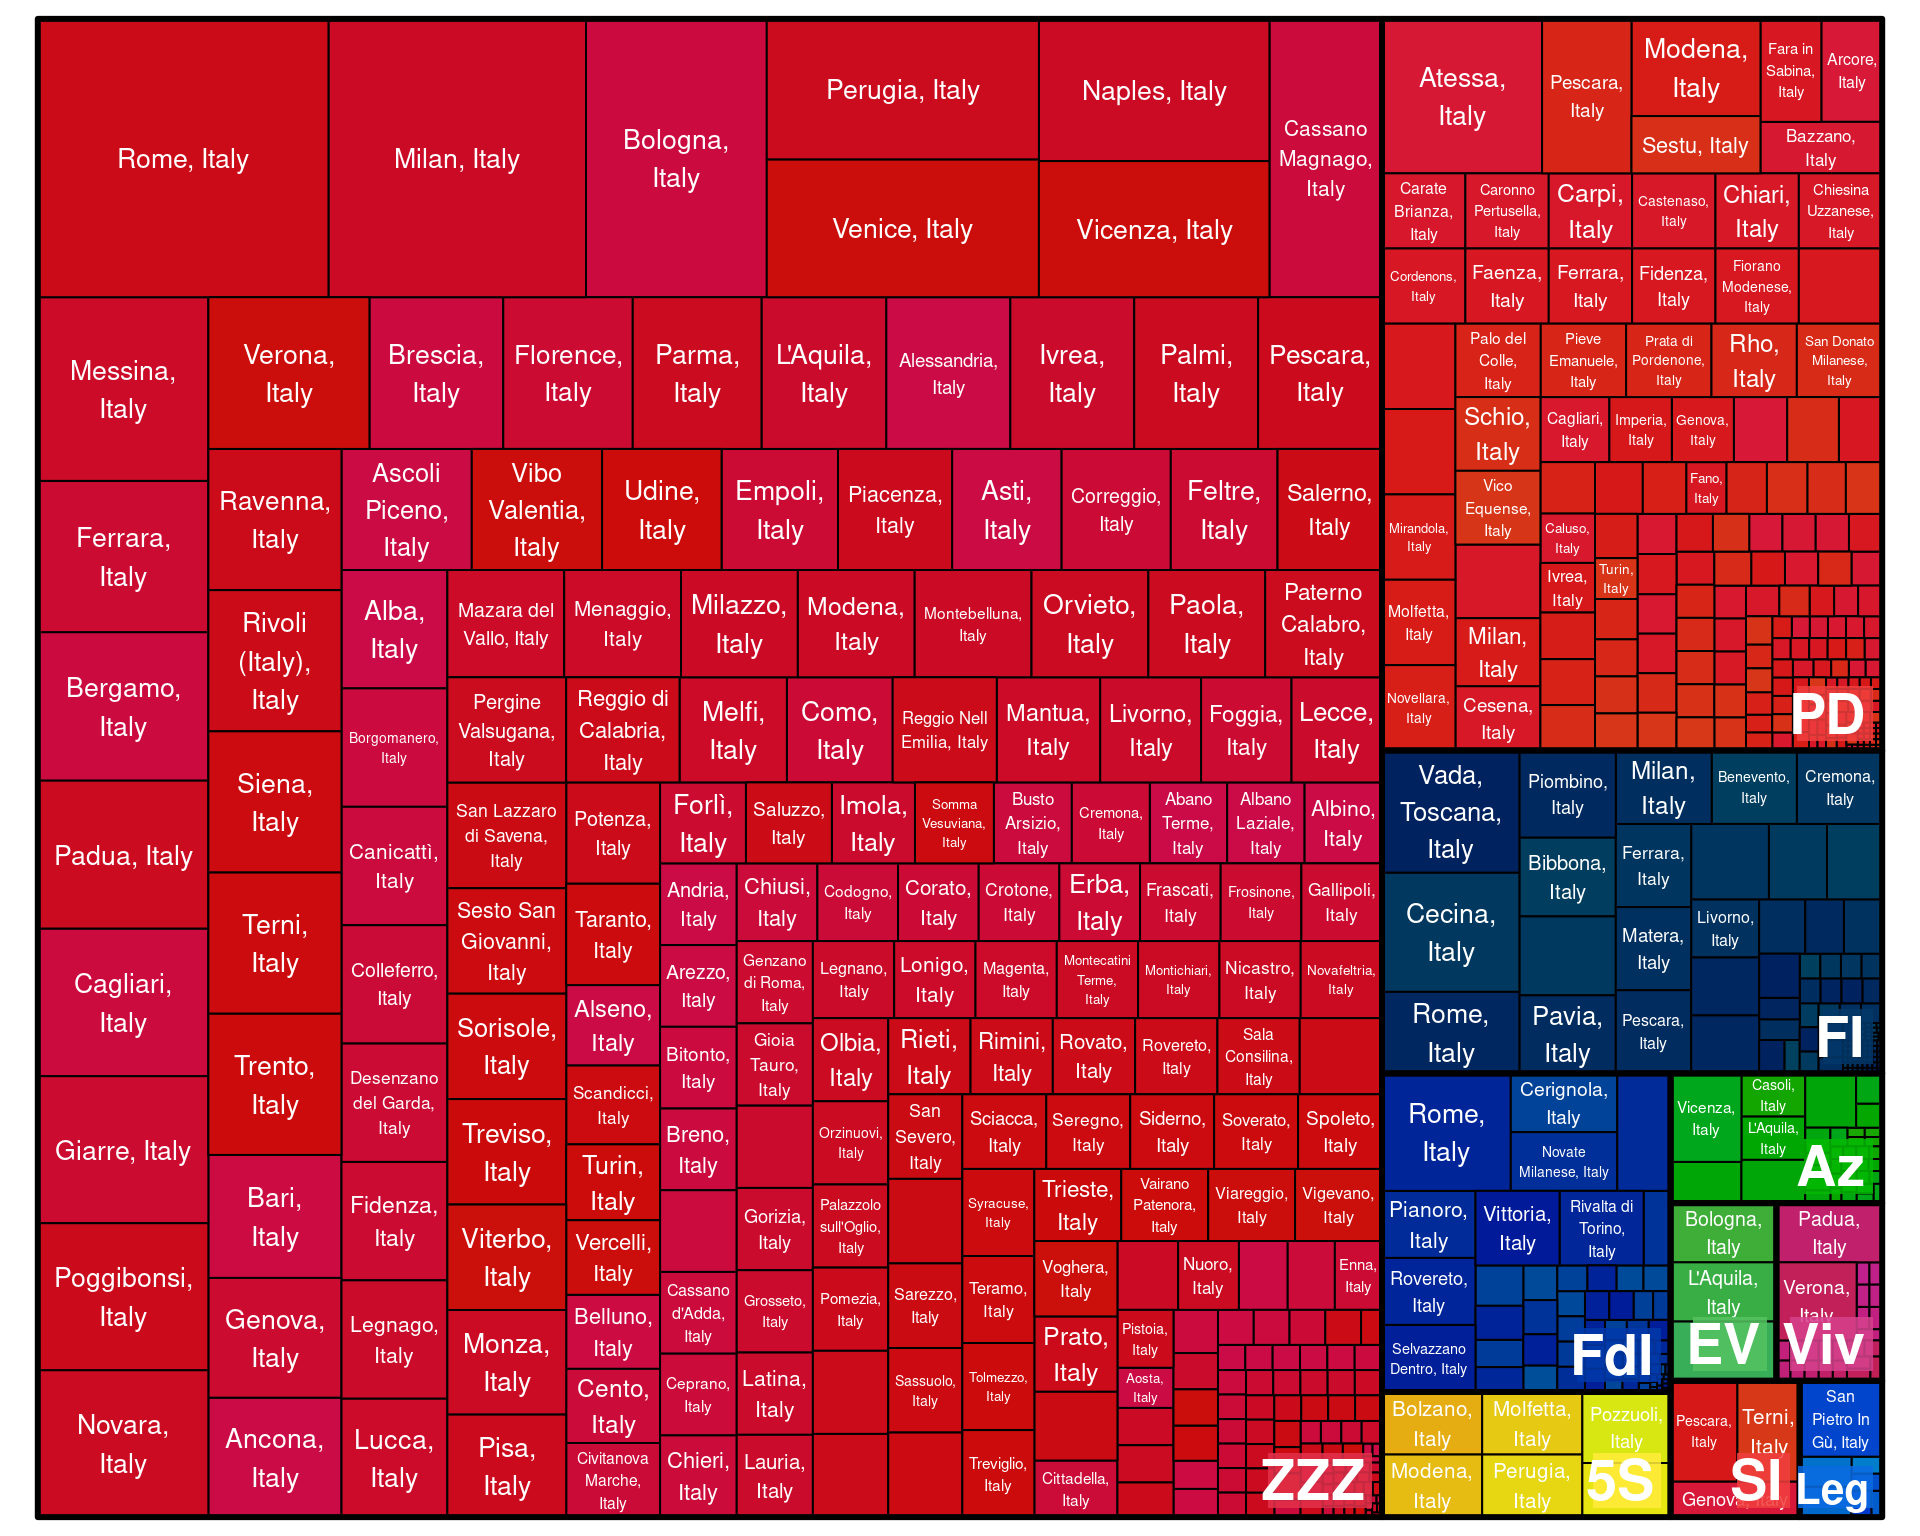 Rome, Italy
Milan, Italy
Bologna,
Italy
Perugia, Italy
Venice, Italy
Naples, Italy
Vicenza, Italy
Cassano
Magnago,
Italy
Messina,
Italy
Ferrara,
Italy
Bergamo,
Italy
Padua, Italy
Cagliari,
Italy
Giarre, Italy
Poggibonsi,
Italy
Novara,
Italy
Verona,
Italy
Brescia,
Italy
Florence,
Italy
Parma,
Italy
L'Aquila,
Italy
Alessandria,
Italy
Ivrea,
Italy
Palmi,
Italy
Pescara,
Italy
Ravenna,
Italy
Rivoli
(Italy),
Italy
Siena,
Italy
Terni,
Italy
Trento,
Italy
Bari,
Italy
Genova,
Italy
Ancona,
Italy
Ascoli
Piceno,
Italy
Vibo
Valentia,
Italy
Udine,
Italy
Empoli,
Italy
Piacenza,
Italy
Asti,
Italy
Correggio,
Italy
Feltre,
Italy
Salerno,
Italy
Alba,
Italy
Borgomanero,
Italy
Canicattì,
Italy
Colleferro,
Italy
Desenzano
del Garda,
Italy
Fidenza,
Italy
Legnago,
Italy
Lucca,
Italy
Mazara del
Vallo, Italy
Menaggio,
Italy
Milazzo,
Italy
Modena,
Italy
Montebelluna,
Italy
Orvieto,
Italy
Paola,
Italy
Paterno
Calabro,
Italy
Pergine
Valsugana,
Italy
Reggio di
Calabria,
Italy
Melfi,
Italy
Como,
Italy
Reggio Nell
Emilia, Italy
Mantua,
Italy
Livorno,
Italy
Foggia,
Italy
Lecce,
Italy
San Lazzaro
di Savena,
Italy
Sesto San
Giovanni,
Italy
Sorisole,
Italy
Treviso,
Italy
Viterbo,
Italy
Monza,
Italy
Pisa,
Italy
Potenza,
Italy
Taranto,
Italy
Alseno,
Italy
Scandicci,
Italy
Turin,
Italy
Vercelli,
Italy
Belluno,
Italy
Cento,
Italy
Civitanova
Marche,
Italy
Forlì,
Italy
Saluzzo,
Italy
Imola,
Italy
Somma
Vesuviana,
Italy
Busto
Arsizio,
Italy
Cremona,
Italy
Abano
Terme,
Italy
Albano
Laziale,
Italy
Albino,
Italy
Andria,
Italy
Arezzo,
Italy
Bitonto,
Italy
Breno,
Italy
Cassano
d'Adda,
Italy
Ceprano,
Italy
Chieri,
Italy
Chiusi,
Italy
Codogno,
Italy
Corato,
Italy
Crotone,
Italy
Erba,
Italy
Frascati,
Italy
Frosinone,
Italy
Gallipoli,
Italy
Genzano
di Roma,
Italy
Gioia
Tauro,
Italy
Gorizia,
Italy
Grosseto,
Italy
Latina,
Italy
Lauria,
Italy
Legnano,
Italy
Lonigo,
Italy
Magenta,
Italy
Montecatini
Terme,
Italy
Montichiari,
Italy
Nicastro,
Italy
Novafeltria,
Italy
Olbia,
Italy
Orzinuovi,
Italy
Palazzolo
sull'Oglio,
Italy
Pomezia,
Italy
Rieti,
Italy
Rimini,
Italy
Rovato,
Italy
Rovereto,
Italy
Sala
Consilina,
Italy
San
Severo,
Italy
Sarezzo,
Italy
Sassuolo,
Italy
Sciacca,
Italy
Seregno,
Italy
Siderno,
Italy
Soverato,
Italy
Spoleto,
Italy
Syracuse,
Italy
Teramo,
Italy
Tolmezzo,
Italy
Treviglio,
Italy
Trieste,
Italy
Vairano
Patenora,
Italy
Viareggio,
Italy
Vigevano,
Italy
Voghera,
Italy
Prato,
Italy
Cittadella,
Italy
Nuoro,
Italy
Enna,
Italy
Pistoia,
Italy
Aosta,
Italy
ZZZ
Atessa,
Italy
Pescara,
Italy
Modena,
Italy
Sestu, Italy
Fara in
Sabina,
Italy
Arcore,
Italy
Bazzano,
Italy
Carate
Brianza,
Italy
Caronno
Pertusella,
Italy
Carpi,
Italy
Castenaso,
Italy
Chiari,
Italy
Chiesina
Uzzanese,
Italy
Cordenons,
Italy
Faenza,
Italy
Ferrara,
Italy
Fidenza,
Italy
Fiorano
Modenese,
Italy
Mirandola,
Italy
Molfetta,
Italy
Novellara,
Italy
Palo del
Colle,
Italy
Pieve
Emanuele,
Italy
Prata di
Pordenone,
Italy
Rho,
Italy
San Donato
Milanese,
Italy
Schio,
Italy
Vico
Equense,
Italy
Milan,
Italy
Cesena,
Italy
Cagliari,
Italy
Imperia,
Italy
Genova,
Italy
Fano,
Italy
Caluso,
Italy
Ivrea,
Italy
Turin,
Italy
PD
Vada,
Toscana,
Italy
Cecina,
Italy
Rome,
Italy
Piombino,
Italy
Bibbona,
Italy
Pavia,
Italy
Milan,
Italy
Benevento,
Italy
Cremona,
Italy
Ferrara,
Italy
Matera,
Italy
Pescara,
Italy
Livorno,
Italy
FI
Rome,
Italy
Cerignola,
Italy
Novate
Milanese, Italy
Pianoro,
Italy
Vittoria,
Italy
Rivalta di
Torino,
Italy
Rovereto,
Italy
Selvazzano
Dentro, Italy
FdI
Vicenza,
Italy
Casoli,
Italy
L'Aquila,
Italy
Az
Bologna,
Italy
L'Aquila,
Italy
EV
Padua,
Italy
Verona,
Italy
Viv
Bolzano,
Italy
Molfetta,
Italy
Pozzuoli,
Italy
Modena,
Italy
Perugia,
Italy
5S
Pescara,
Italy
Terni,
Italy
Genova, Italy
SI
San
Pietro In
Gù, Italy
Leg